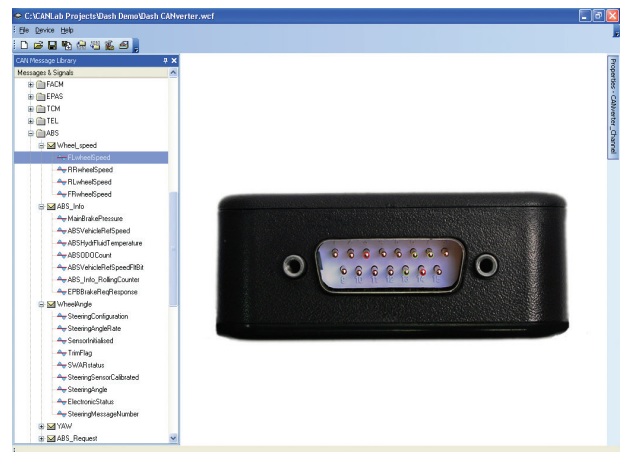 C:\CANLab Projects\Dash Demo\Dash CANverter.wcf
File Device Help
CAN Message Library
Messages & Signals
FACM
EPAS
TCM
TEL
ABS
Wheel_speed
FLwheelSpeed
RRwheelSpeed
RLwheelSpeed
FRwheelSpeed
ABS_Info
MainBrakePressure
ABSVehicleRefSpeed
ABSHydrFluidTemperature
ABSODOCount
ABSVehicleRefSpeedFltBit
ABS_Info_RollingCounter
EPBBrakeReqResponse
WheelAngle
SteeringConfiguration
SteeringAngleRate
SensorInitialised
TrimFlag
SWARstatus
SteeringSensorCalibrated
SteeringAngle
ElectronicStatus
SteeringMessageNumber
YAW
ABS_Request
Properties - CANverter_Channel